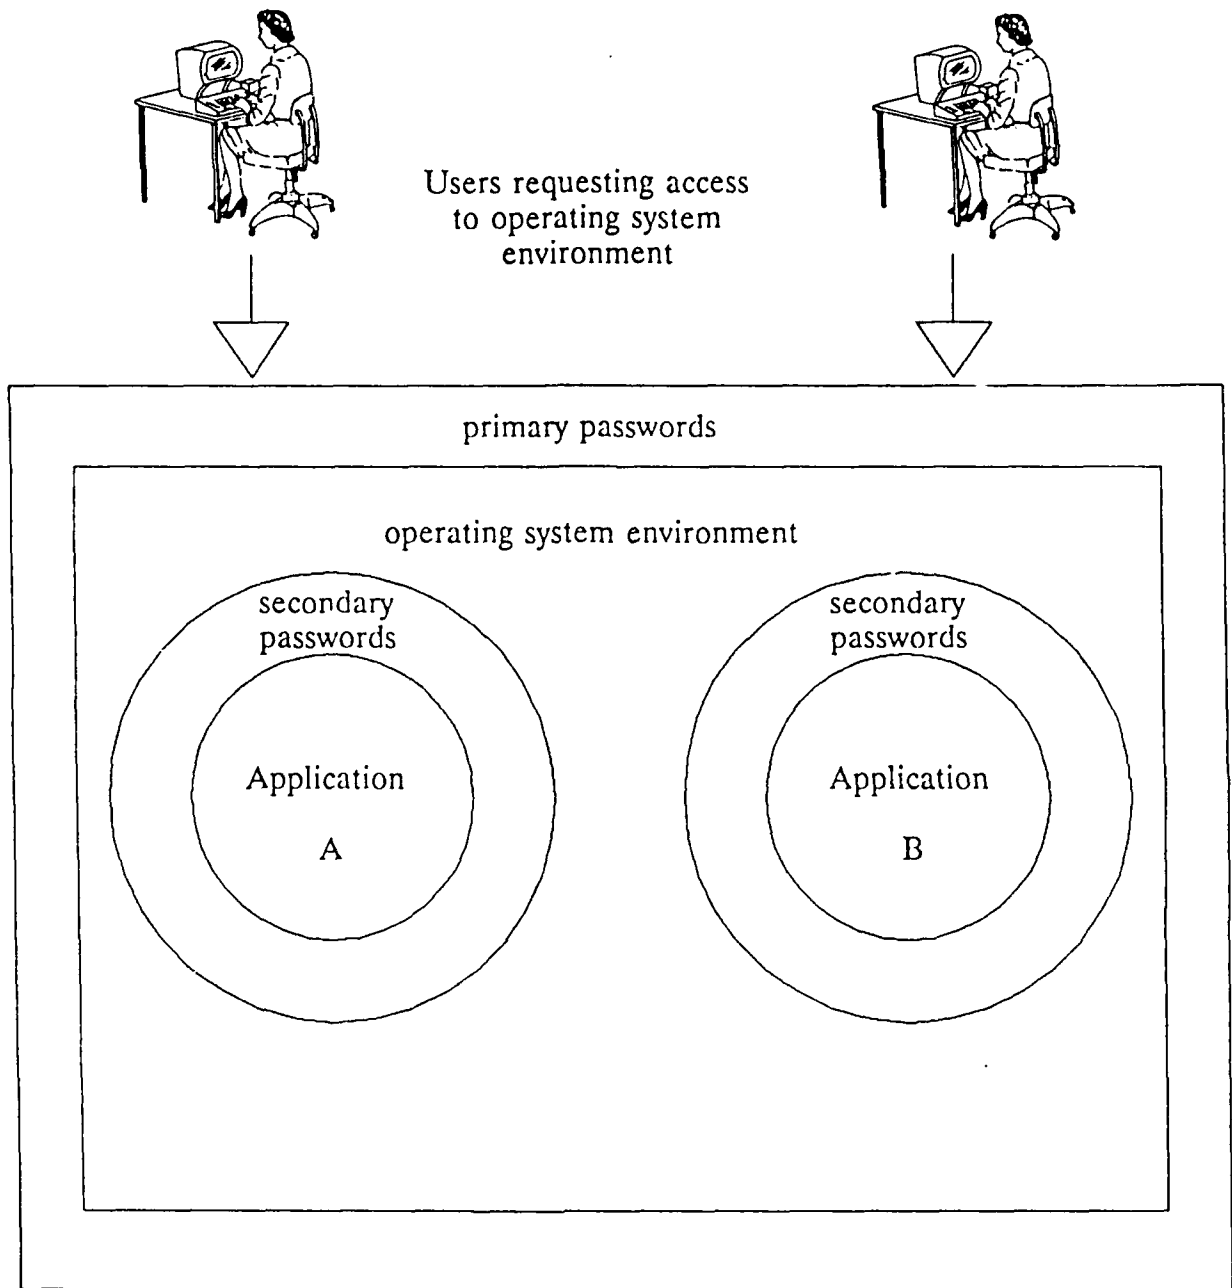 Users requesting access
to operating system
environment
primary passwords
operating system environment
secondary
passwords
Application
A
secondary
passwords
Application
B